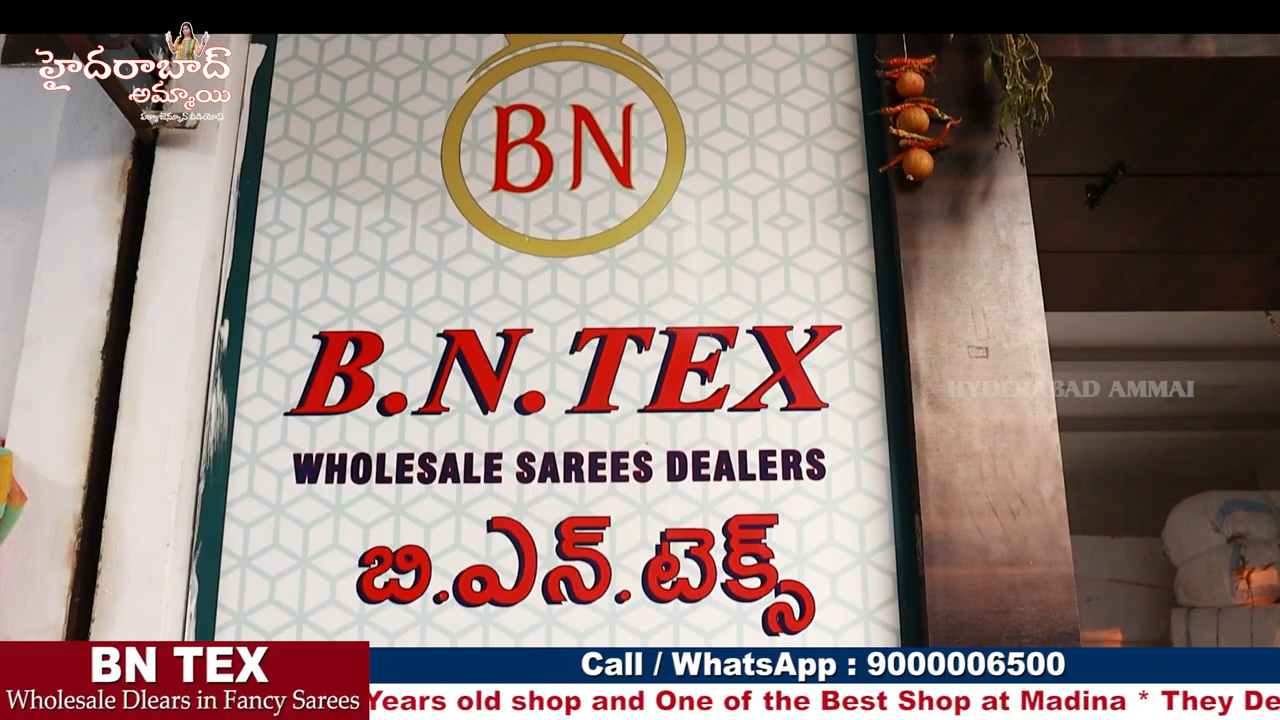 హైదరాబాద్
అమ్మాయి
BN
B.N.TEX
HYDERABAD AMMAI
WHOLESALE SAREES DEALERS
బి.ఎన్.టెక్స్
BN TEX
Wholesale Dlears in Fancy Sarees
Call / WhatsApp : 9000006500
Years old shop and One of the Best Shop at Madina * They De